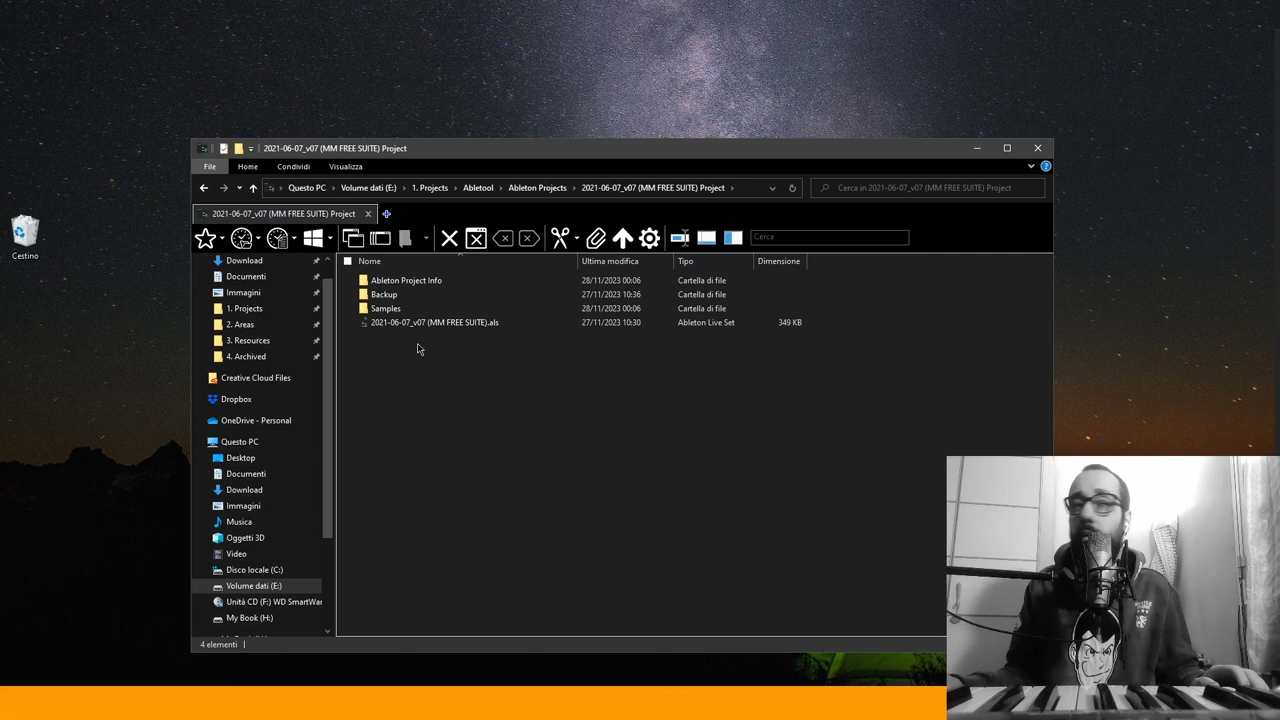 2021-06-07_v07 (MM FREE SUITE) Project
File Home Condividi Visualizza
Questo PC Volume dati (E:) 1. Projects Abletool Ableton Projects 2021-06-07_v07 (MM FREE SUITE) Project
Cerca in 2021-06-07_v07 (MM FREE SUITE) Project
2021-06-07_v07 (MM FREE SUITE) Project
Cerca
Nome Ultima modifica Tipo Dimensione
Ableton Project Info 28/11/2023 00:06 Cartella di file
Backup 27/11/2023 10:36 Cartella di file
Samples 28/11/2023 00:06 Cartella di file
2021-06-07_v07 (MM FREE SUITE).als 27/11/2023 10:30 Ableton Live Set 349 KB
Download
Documenti
Immagini
1. Projects
2. Areas
3. Resources
4. Archived
Creative Cloud Files
Dropbox
OneDrive - Personal
Questo PC
Desktop
Documenti
Download
Immagini
Musica
Oggetti 3D
Video
Disco locale (C:)
Volume dati (E:)
Unità CD (F:) WD SmartWar
My Book (H:)
4 elementi
Cestino